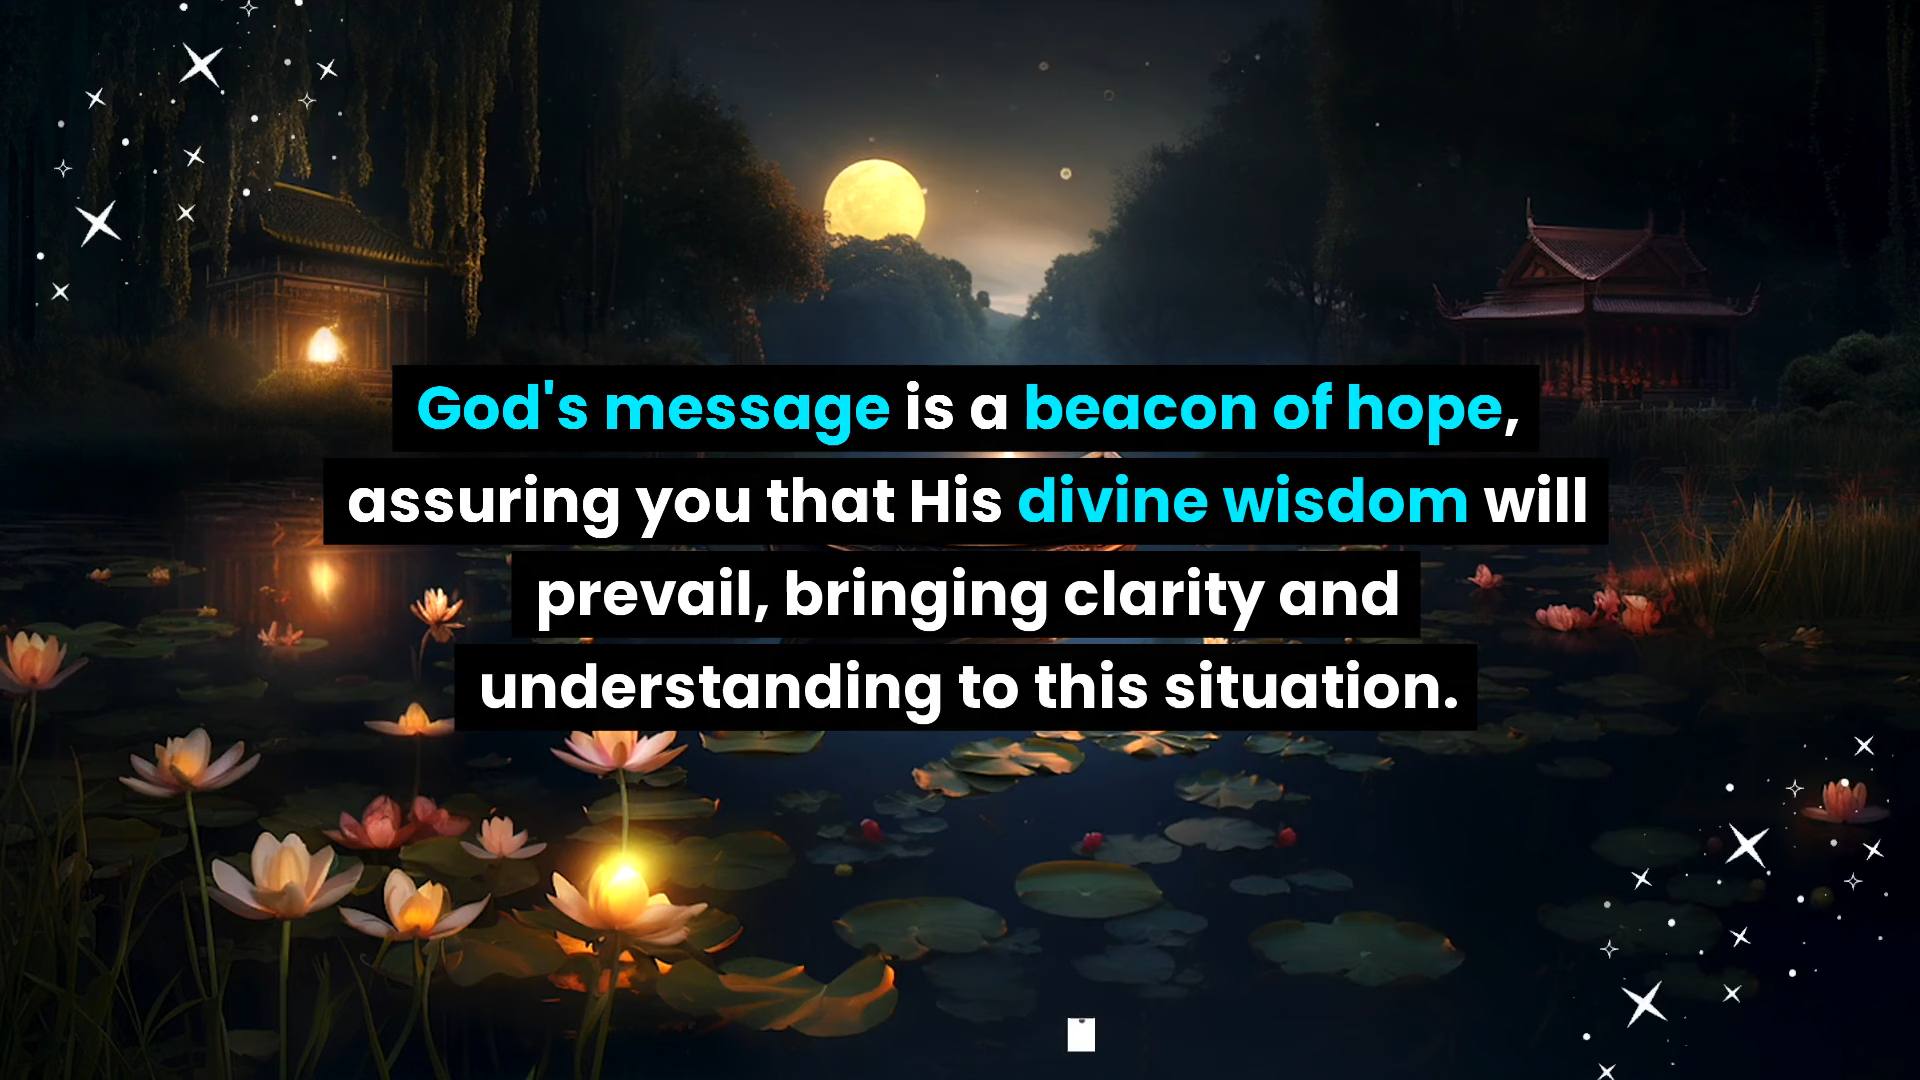 God's message is a beacon of hope,
assuring you that His divine wisdom will
prevail, bringing clarity and
understanding to this situation.